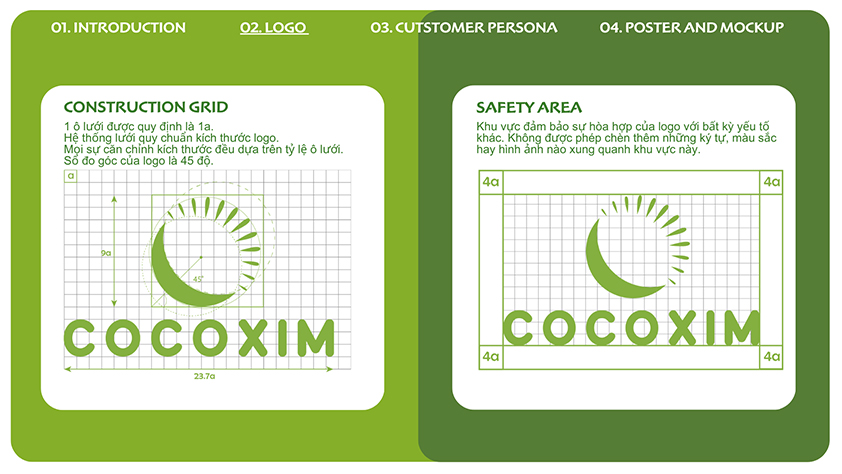 01. INTRODUCTION
02. LOGO
03. CUTSTOMER PERSONA
04. POSTER AND MOCKUP
CONSTRUCTION GRID
1 ô lưới được quy định là 1a.
Hệ thống lưới quy chuẩn kích thước logo.
Mọi sự căn chỉnh kích thước đều dựa trên tỷ lệ ô lưới.
Số đo góc của logo là 45 độ.
a
9a
45°
COCOXIM
23.7a
SAFETY AREA
Khu vực đảm bảo sự hòa hợp của logo với bất kỳ yếu tố
khác. Không được phép chèn thêm những ký tự, màu sắc
hay hình ảnh nào xung quanh khu vực này.
4a
4a
COCOXIM
4a
4a